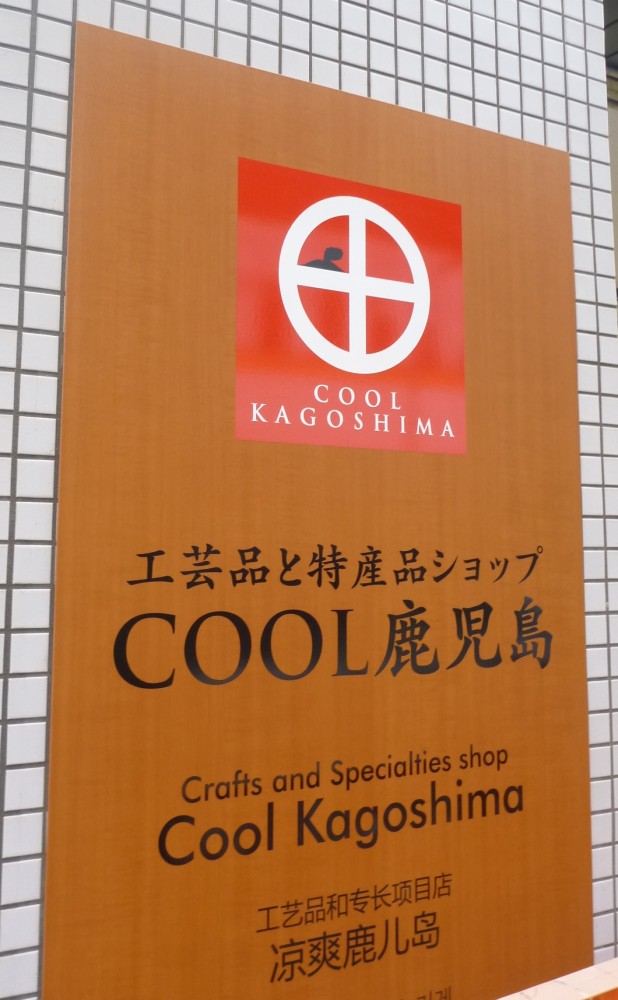 COOL
KAGOSHIMA
工芸品と特産品ショップ
COOL鹿児島
Crafts and Specialties shop
Cool Kagoshima
工艺品和专长项目店
凉爽鹿儿岛